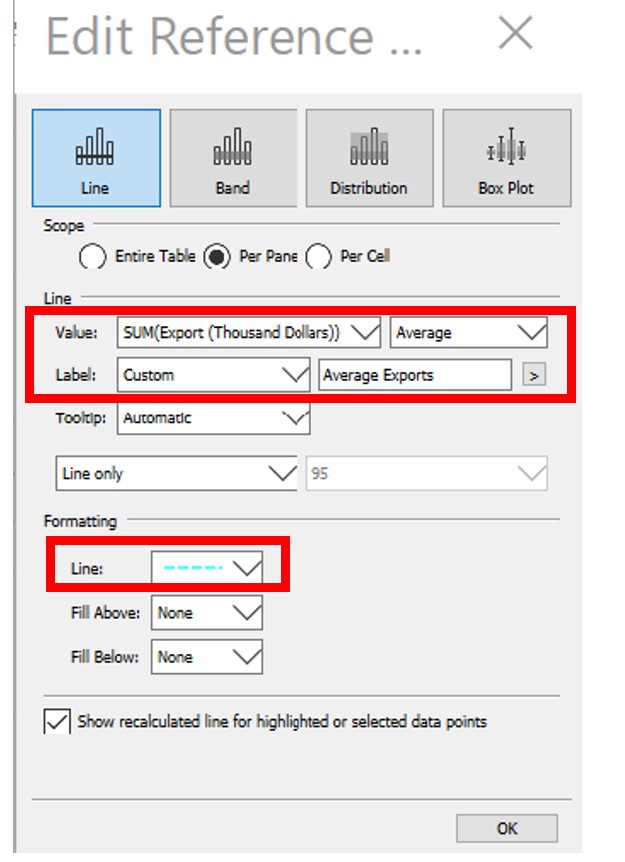 Edit Reference ...
Line Band Distribution Box Plot
Scope
Entire Table Per Pane Per Cell
Line
Value: SUM(Export (Thousand Dollars)) Average
Label: Custom Average Exports >
Tooltip: Automatic
Line only 95
Formatting
Line:
Fill Above: None
Fill Below: None
Show recalculated line for highlighted or selected data points
OK